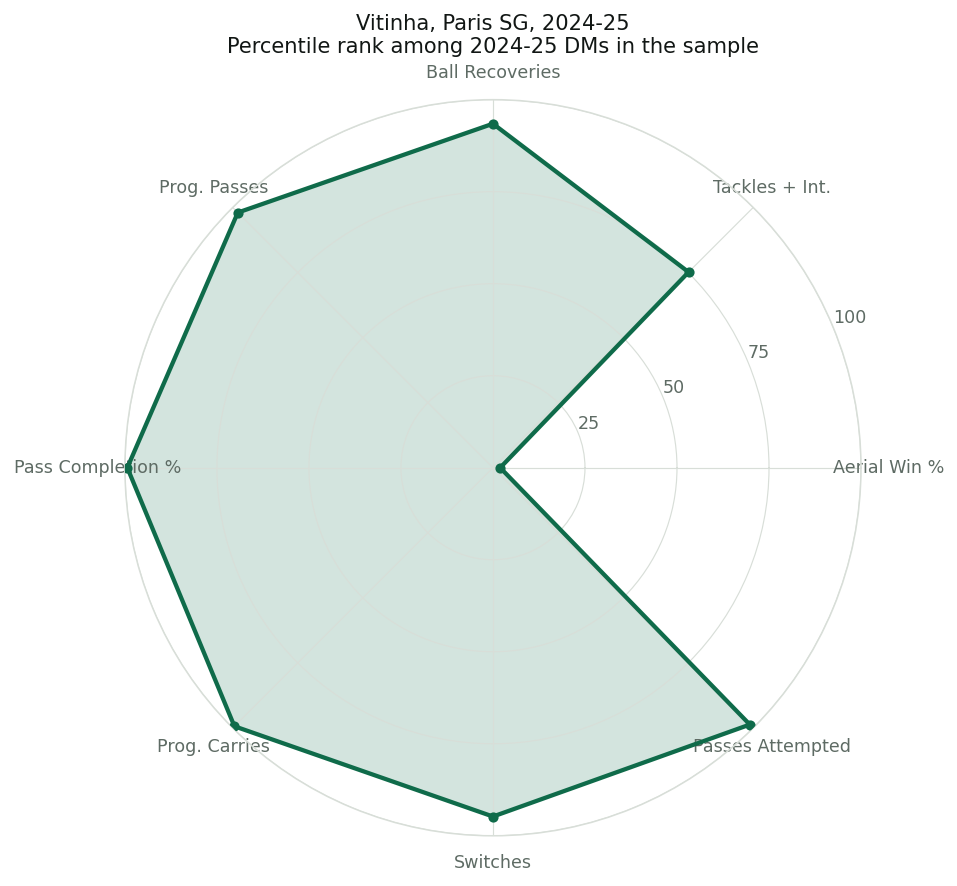 Vitinha, Paris SG, 2024-25
Percentile rank among 2024-25 DMs in the sample
Ball Recoveries
Prog. Passes
Tackles + Int.
100
75
50
25
Pass Completion %
Aerial Win %
Prog. Carries
Passes Attempted
Switches